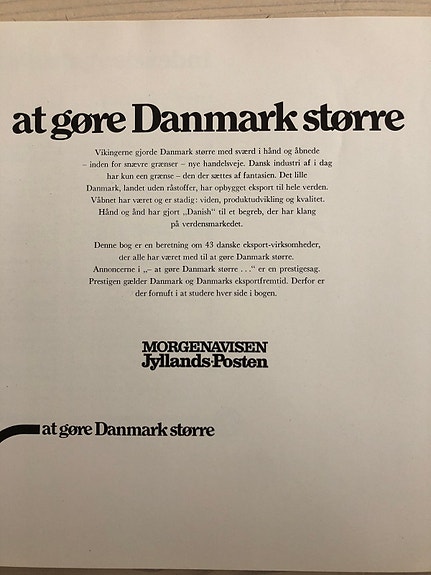 at gøre Danmark større
Vikingerne gjorde Danmark større med sværd i hånd og åbnede
– inden for snævre grænser – nye handelsveje. Dansk industri af i dag
har kun een grænse – den der sættes af fantasien. Det lille
Danmark, landet uden råstoffer, har opbygget eksport til hele verden.
Våbnet har været og er stadig: viden, produktudvikling og kvalitet.
Hånd og ånd har gjort „Danish“ til et begreb, der har klang
på verdensmarkedet.
Denne bog er en beretning om 43 danske eksport-virksomheder,
der alle har været med til at gøre Danmark større.
Annoncerne i „– at gøre Danmark større . . .“ er en prestigesag.
Prestigen gælder Danmark og Danmarks eksportfremtid. Derfor er
der fornuft i at studere hver side i bogen.
MORGENAVISEN
Jyllands-Posten
at gøre Danmark større